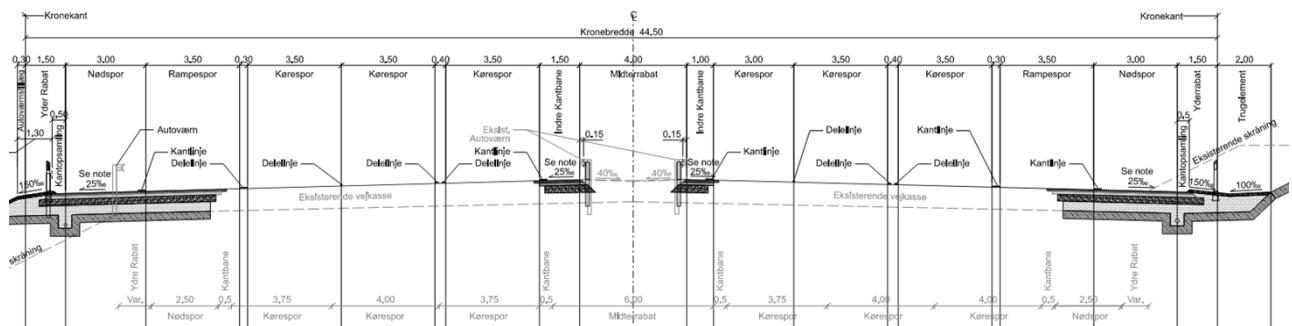 Kronekant
℄
Kronekant
Kronebredde 44.50
0.30 1,50 3,00 3,50 0,30 3,50 3,50 0,40 3,50 1,50 4,00 1,00 3,00 3,50 0,40 3,50 0,30 3,50 3,00 1,50 2,00
Autoværnstillæg
Yder Rabat
Nødspor
Rampespor
Kørespor
Kørespor
Kørespor
Indre Kantbane
Midterrabat
Indre Kantbane
Kørespor
Kørespor
Kørespor
Rampespor
Nødspor
Yderrabat
Trugelement
0.50
1.30
Kantopsamling
0.15
0.15
0.5
Kantopsamling
Autoværn
Eksist.
Autoværn
Kantlinje
Delelinje
Delelinje
Delelinje
Kantlinje
Delelinje
Kantlinje
Delelinje
Delelinje
Delelinje
Kantlinje
Delelinje
Kantlinje
Eksisterende skråning
Se note
25‰
Se note
25‰
40‰
40‰
Se note
25‰
Se note
25‰
150‰
150‰
100‰
Eksisterende vejkasse
Eksisterende vejkasse
skråning
Ydre Rabat
Kantbane
Kantbane
Kantbane
Kantbane
Ydre Rabat
Var. 2,50 0.5 3,75 4,00 3,75 0.5 6,00 0.5 3,75 4,00 4,00 0.5 2,50 Var.
Nødspor
Kørespor
Kørespor
Kørespor
Midterrabat
Kørespor
Kørespor
Kørespor
Nødspor